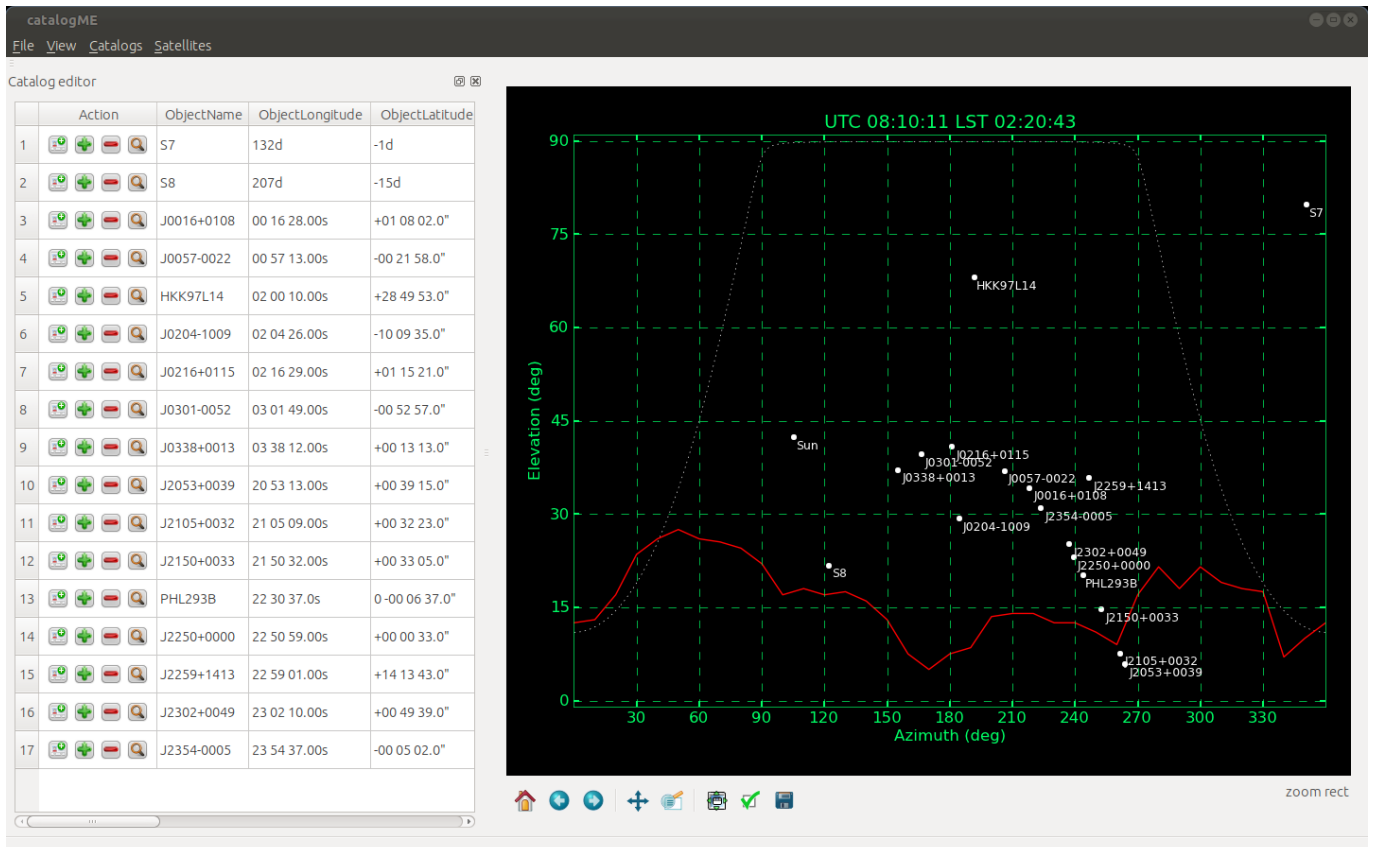 catalogME
File View Catalogs Satellites
Catalog editor
Action ObjectName ObjectLongitude ObjectLatitude
1 S7 132d -1d
2 S8 207d -15d
3 J0016+0108 00 16 28.00s +01 08 02.0"
4 J0057-0022 00 57 13.00s -00 21 58.0"
5 HKK97L14 02 00 10.00s +28 49 53.0"
6 J0204-1009 02 04 26.00s -10 09 35.0"
7 J0216+0115 02 16 29.00s +01 15 21.0"
8 J0301-0052 03 01 49.00s -00 52 57.0"
9 J0338+0013 03 38 12.00s +00 13 13.0"
10 J2053+0039 20 53 13.00s +00 39 15.0"
11 J2105+0032 21 05 09.00s +00 32 23.0"
12 J2150+0033 21 50 32.00s +00 33 05.0"
13 PHL293B 22 30 37.0s 0 -00 06 37.0"
14 J2250+0000 22 50 59.00s +00 00 33.0"
15 J2259+1413 22 59 01.00s +14 13 43.0"
16 J2302+0049 23 02 10.00s +00 49 39.0"
17 J2354-0005 23 54 37.00s -00 05 02.0"
UTC 08:10:11 LST 02:20:43
90
75
60
45
30
15
0
Elevation (deg)
S7
HKK97L14
Sun
J0216+0115
J0301-0052
J0338+0013
J0057-0022
J2259+1413
J0016+0108
J2354-0005
J0204-1009
J2302+0049
J2250+0000
S8
PHL293B
J2150+0033
J2105+0032
J2053+0039
30 60 90 120 150 180 210 240 270 300 330
Azimuth (deg)
zoom rect